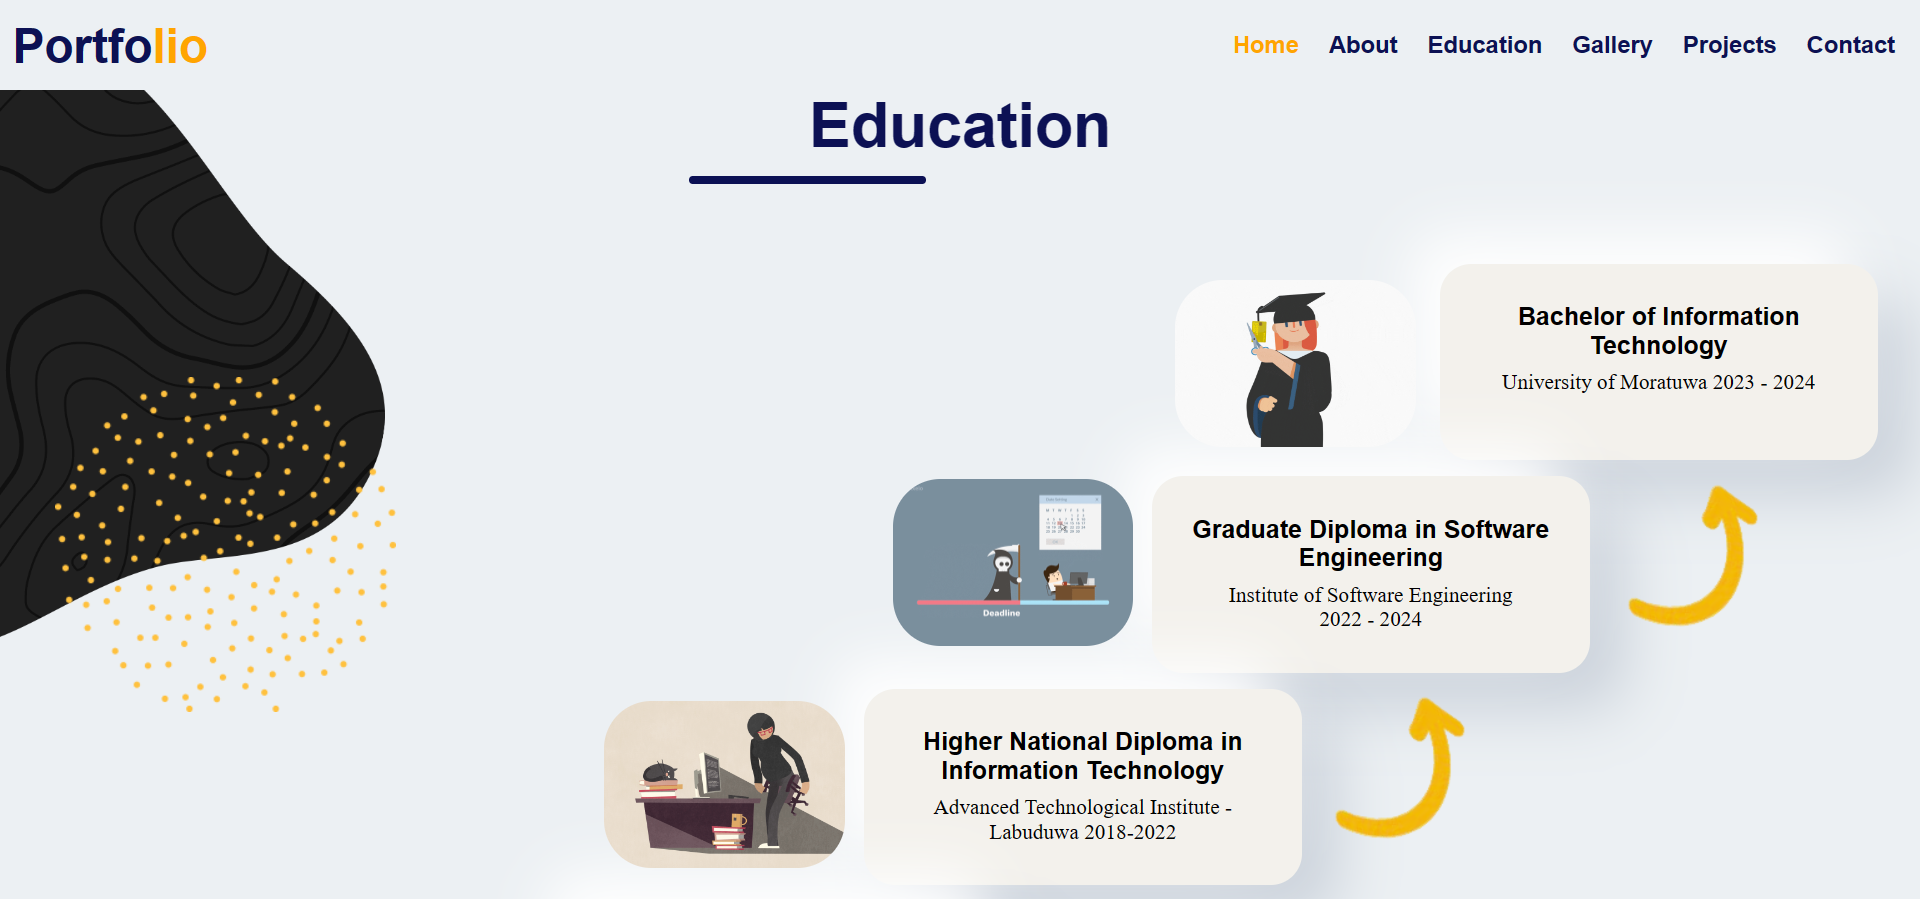 Portfolio
Home About Education Gallery Projects Contact
Education
Bachelor of Information
Technology
University of Moratuwa 2023 - 2024
Graduate Diploma in Software
Engineering
Institute of Software Engineering
2022 - 2024
Deadline
Higher National Diploma in
Information Technology
Advanced Technological Institute -
Labuduwa 2018-2022